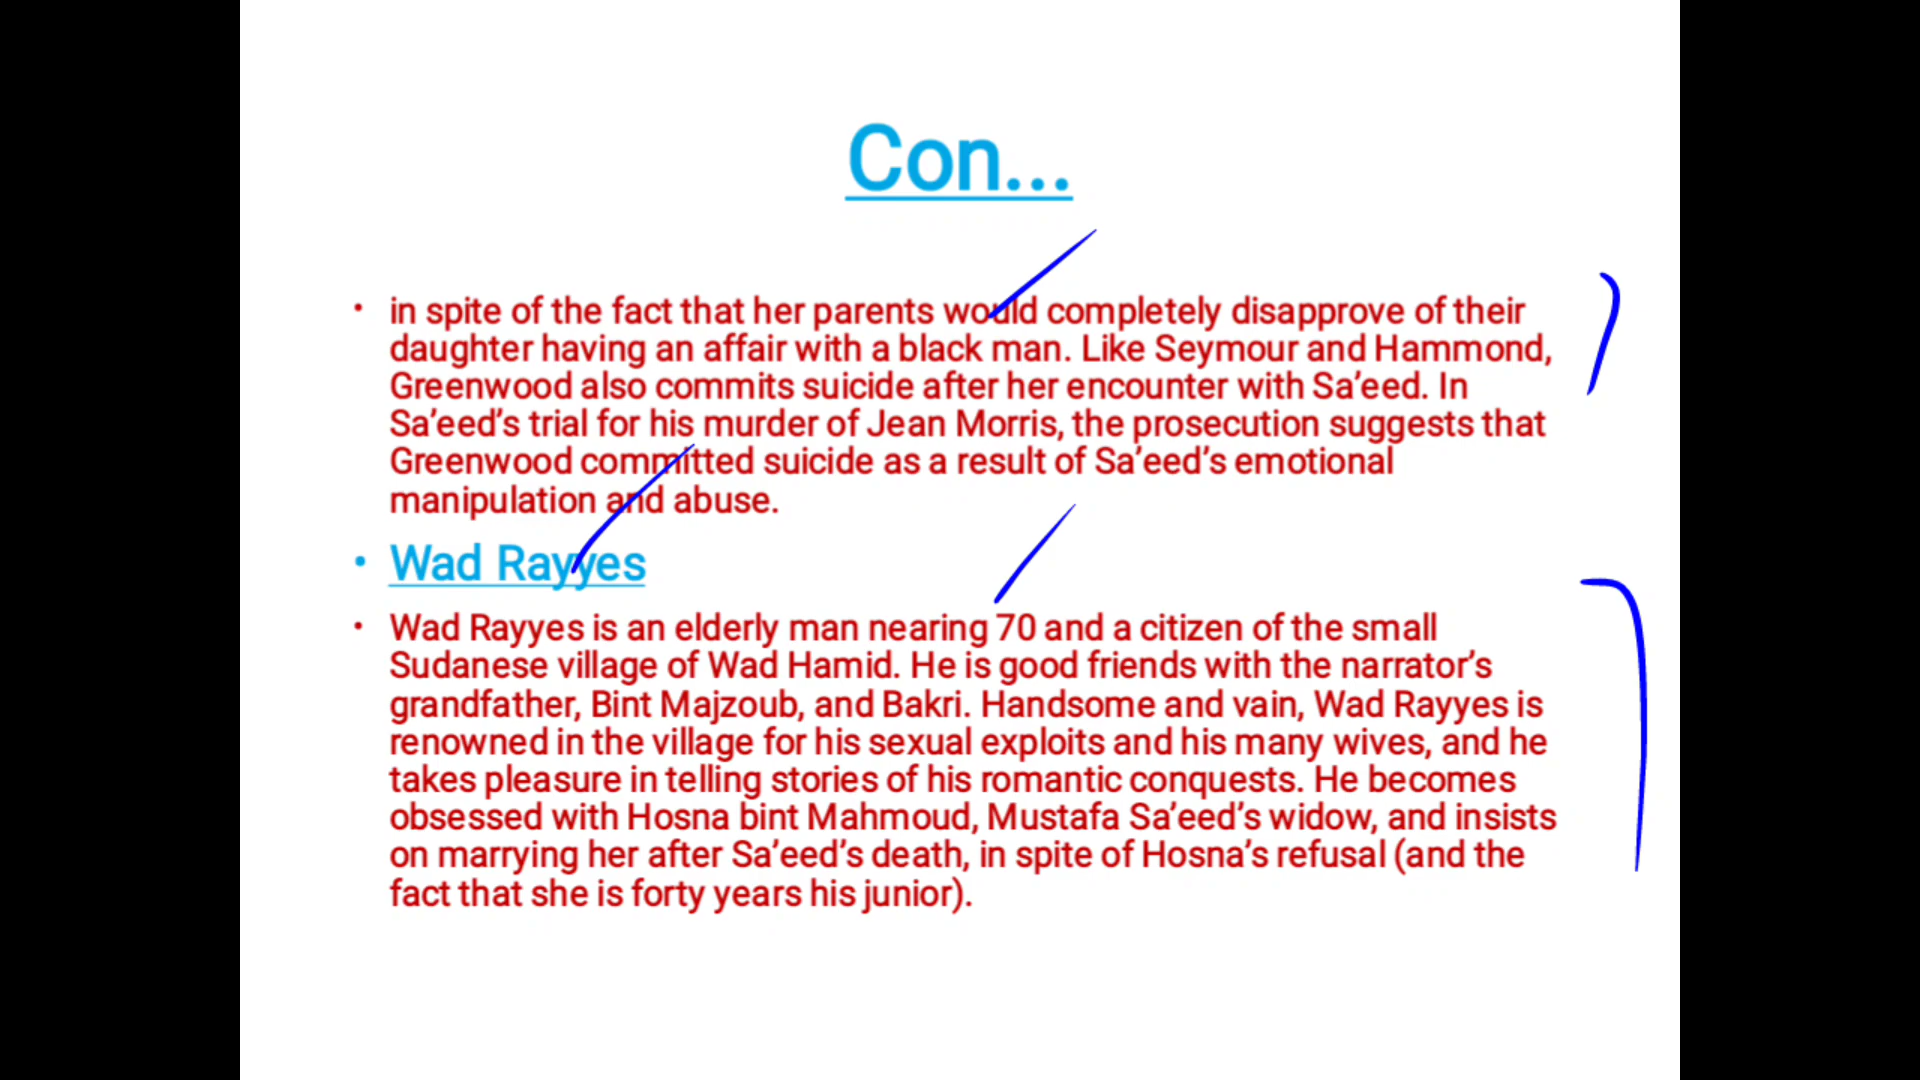 Con...
• in spite of the fact that her parents would completely disapprove of their
daughter having an affair with a black man. Like Seymour and Hammond,
Greenwood also commits suicide after her encounter with Sa’eed. In
Sa’eed’s trial for his murder of Jean Morris, the prosecution suggests that
Greenwood committed suicide as a result of Sa’eed’s emotional
manipulation and abuse.
• Wad Rayyes
• Wad Rayyes is an elderly man nearing 70 and a citizen of the small
Sudanese village of Wad Hamid. He is good friends with the narrator’s
grandfather, Bint Majzoub, and Bakri. Handsome and vain, Wad Rayyes is
renowned in the village for his sexual exploits and his many wives, and he
takes pleasure in telling stories of his romantic conquests. He becomes
obsessed with Hosna bint Mahmoud, Mustafa Sa’eed’s widow, and insists
on marrying her after Sa’eed’s death, in spite of Hosna’s refusal (and the
fact that she is forty years his junior).